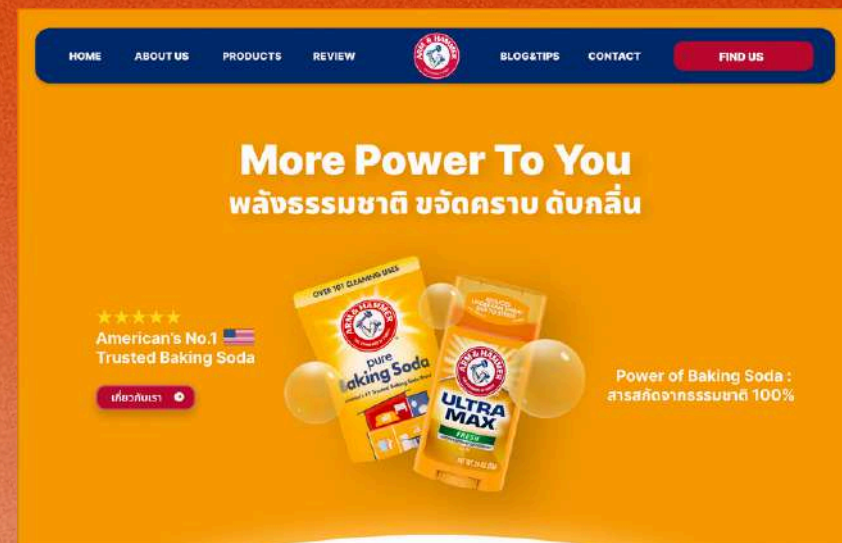 HOME ABOUT US PRODUCTS REVIEW ARM & HAMMER BLOG&TIPS CONTACT FIND US
More Power To You
พลังธรรมชาติ ขจัดคราบ ดับกลิ่น
OVER 101 CLEANING USES
ARM & HAMMER
pure
Baking Soda
ARM & HAMMER
ULTRA
MAX
FRESH
American's No.1
Trusted Baking Soda
เกี่ยวกับเรา
Power of Baking Soda :
สารสกัดจากธรรมชาติ 100%